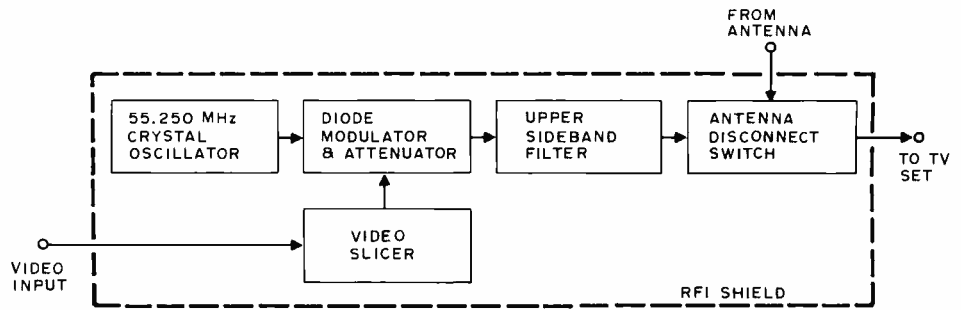 FROM
ANTENNA
55.250 MHz
CRYSTAL
OSCILLATOR
DIODE
MODULATOR
& ATTENUATOR
UPPER
SIDEBAND
FILTER
ANTENNA
DISCONNECT
SWITCH
TO TV
SET
VIDEO
SLICER
VIDEO
INPUT
RFI SHIELD